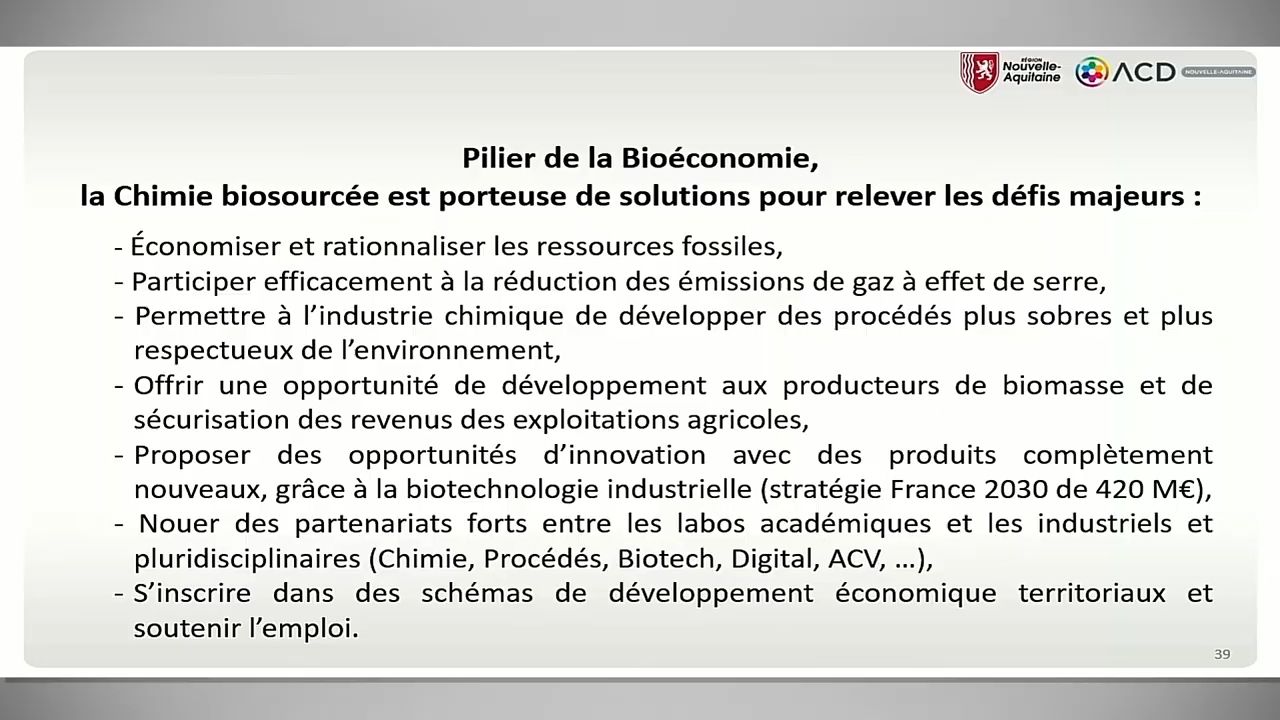 RÉGION
Nouvelle-
Aquitaine
ACD
NOUVELLE-AQUITAINE
Pilier de la Bioéconomie,
la Chimie biosourcée est porteuse de solutions pour relever les défis majeurs :
- Économiser et rationnaliser les ressources fossiles,
- Participer efficacement à la réduction des émissions de gaz à effet de serre,
- Permettre à l’industrie chimique de développer des procédés plus sobres et plus
respectueux de l’environnement,
- Offrir une opportunité de développement aux producteurs de biomasse et de
sécurisation des revenus des exploitations agricoles,
- Proposer des opportunités d’innovation avec des produits complètement
nouveaux, grâce à la biotechnologie industrielle (stratégie France 2030 de 420 M€),
- Nouer des partenariats forts entre les labos académiques et les industriels et
pluridisciplinaires (Chimie, Procédés, Biotech, Digital, ACV, …),
- S’inscrire dans des schémas de développement économique territoriaux et
soutenir l’emploi.
39